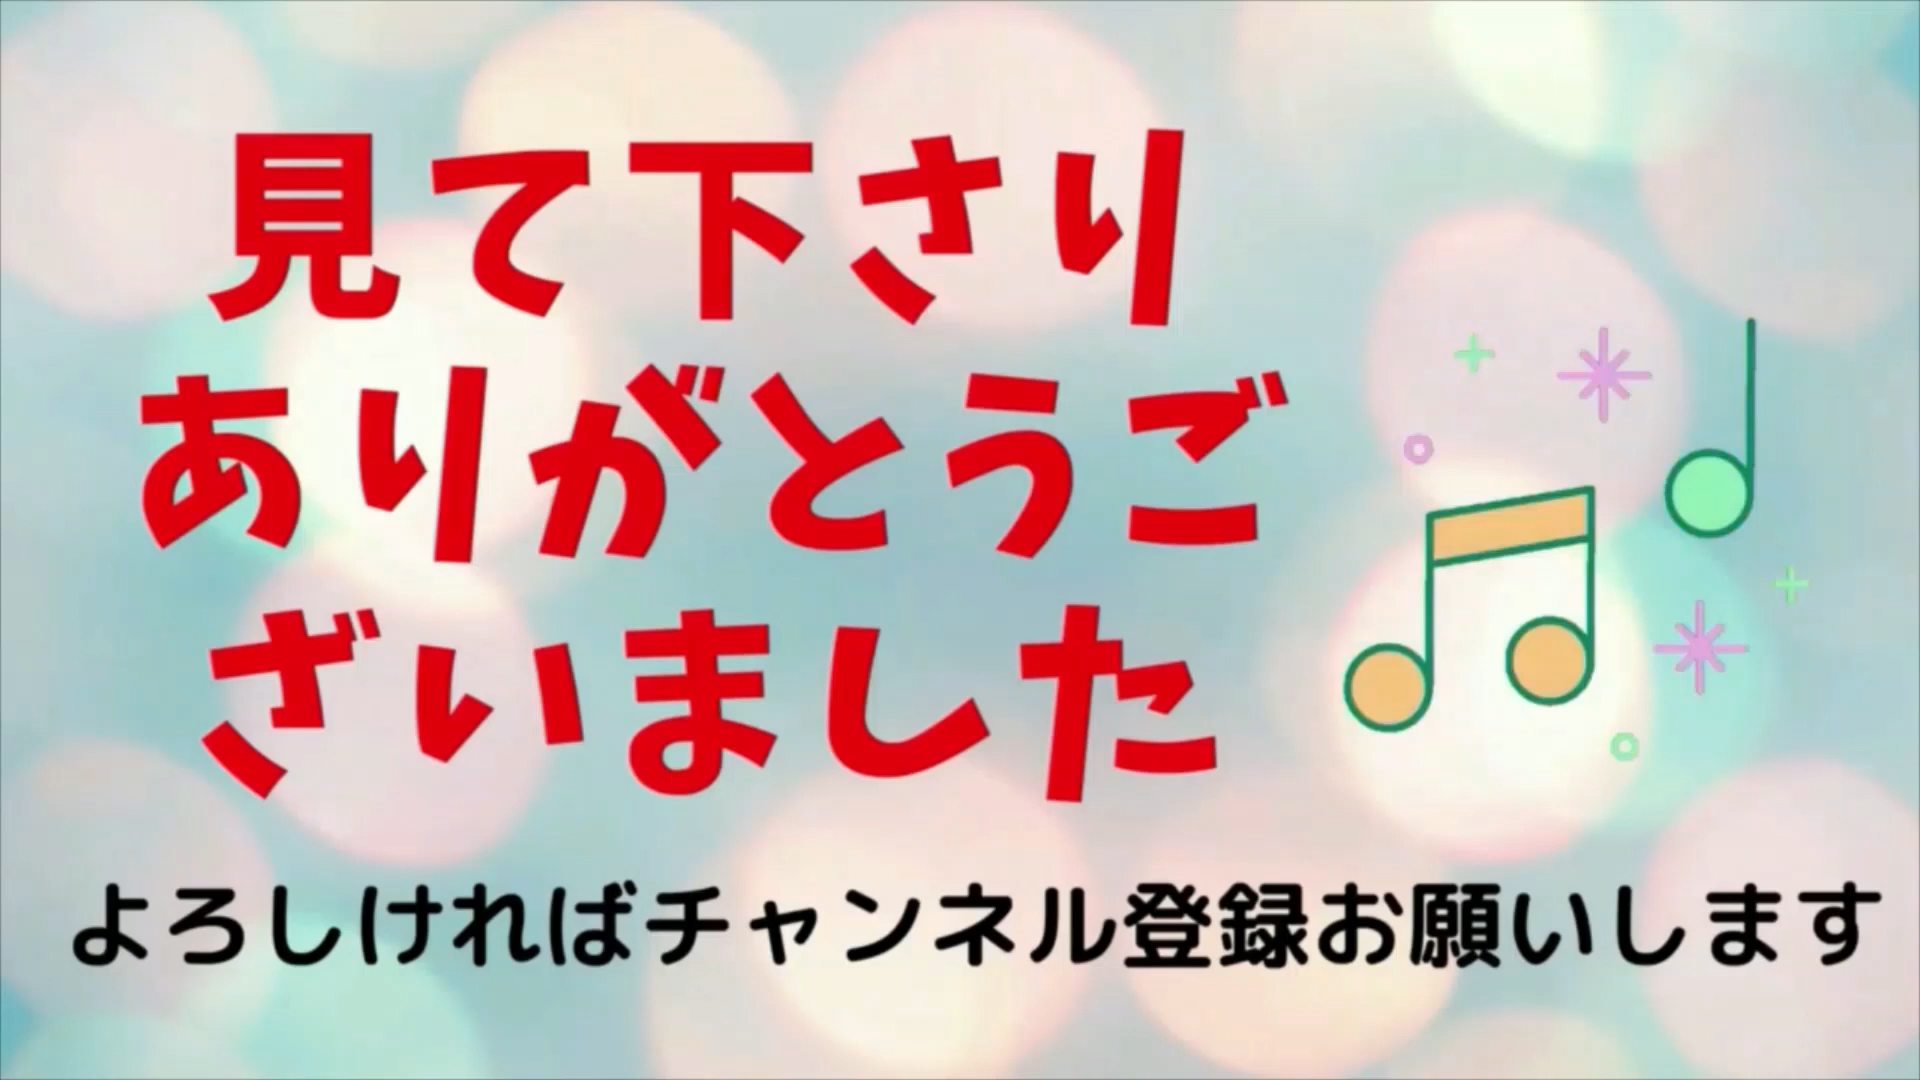 見て下さり
ありがとうご
ざいました
よろしければチャンネル登録お願いします